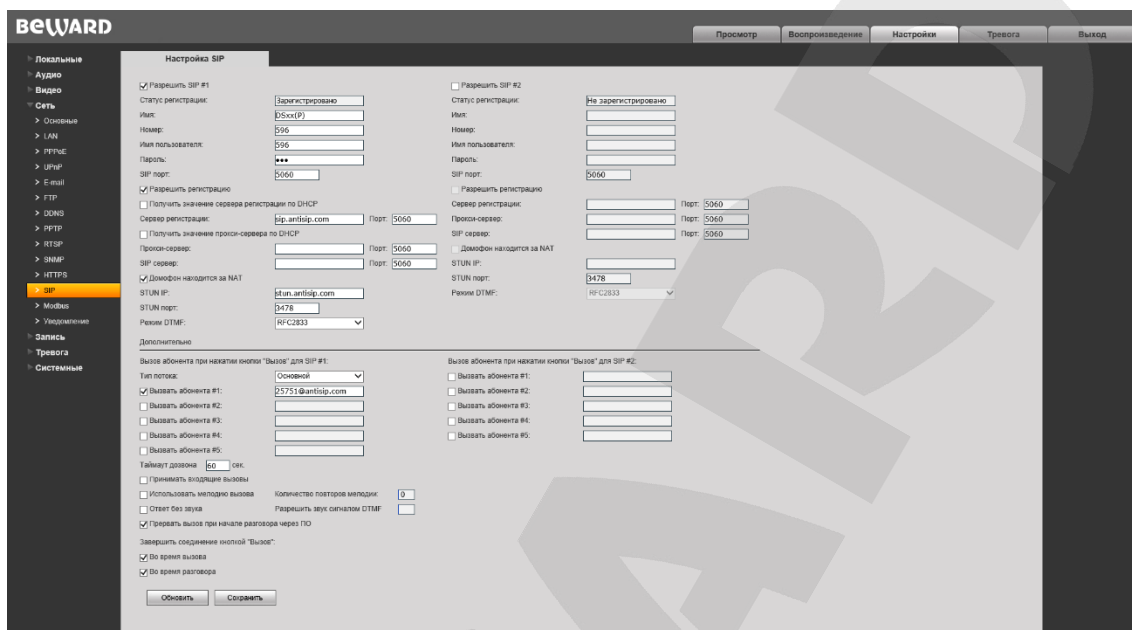 BEWARD
Просмотр Воспроизведение Настройки Тревога Выход
Локальные
Аудио
Видео
Сеть
> Основные
> LAN
> PPPoE
> UPnP
> E-mail
> FTP
> DDNS
> PPTP
> RTSP
> SNMP
> HTTPS
> SIP
> Modbus
> Уведомление
Запись
Тревога
Системные
Настройка SIP
Разрешить SIP #1
Статус регистрации: Зарегистрировано
Имя: DSxx(P)
Номер: 596
Имя пользователя: 596
Пароль: •••
SIP порт: 5060
Разрешить регистрацию
Получить значение сервера регистрации по DHCP
Сервер регистрации: sip.antisip.com Порт: 5060
Получить значение прокси-сервера по DHCP
Прокси-сервер: Порт: 5060
SIP сервер: Порт: 5060
Домофон находится за NAT
STUN IP: stun.antisip.com
STUN порт: 3478
Режим DTMF: RFC2833
Разрешить SIP #2
Статус регистрации: Не зарегистрировано
Имя:
Номер:
Имя пользователя:
Пароль:
SIP порт: 5060
Разрешить регистрацию
Сервер регистрации: Порт: 5060
Прокси-сервер: Порт: 5060
SIP сервер: Порт: 5060
Домофон находится за NAT
STUN IP:
STUN порт: 3478
Режим DTMF: RFC2833
Дополнительно
Вызов абонента при нажатии кнопки "Вызов" для SIP #1:
Тип потока: Основной
Вызвать абонента #1: 25751@antisip.com
Вызвать абонента #2:
Вызвать абонента #3:
Вызвать абонента #4:
Вызвать абонента #5:
Вызов абонента при нажатии кнопки "Вызов" для SIP #2:
Вызвать абонента #1:
Вызвать абонента #2:
Вызвать абонента #3:
Вызвать абонента #4:
Вызвать абонента #5:
Таймаут дозвона 60 сек.
Принимать входящие вызовы
Использовать мелодию вызова Количество повторов мелодии: 0
Ответ без звука Разрешить звук сигналом DTMF
Прервать вызов при начале разговора через ПО
Завершить соединение кнопкой "Вызов":
Во время вызова
Во время разговора
Обновить Сохранить